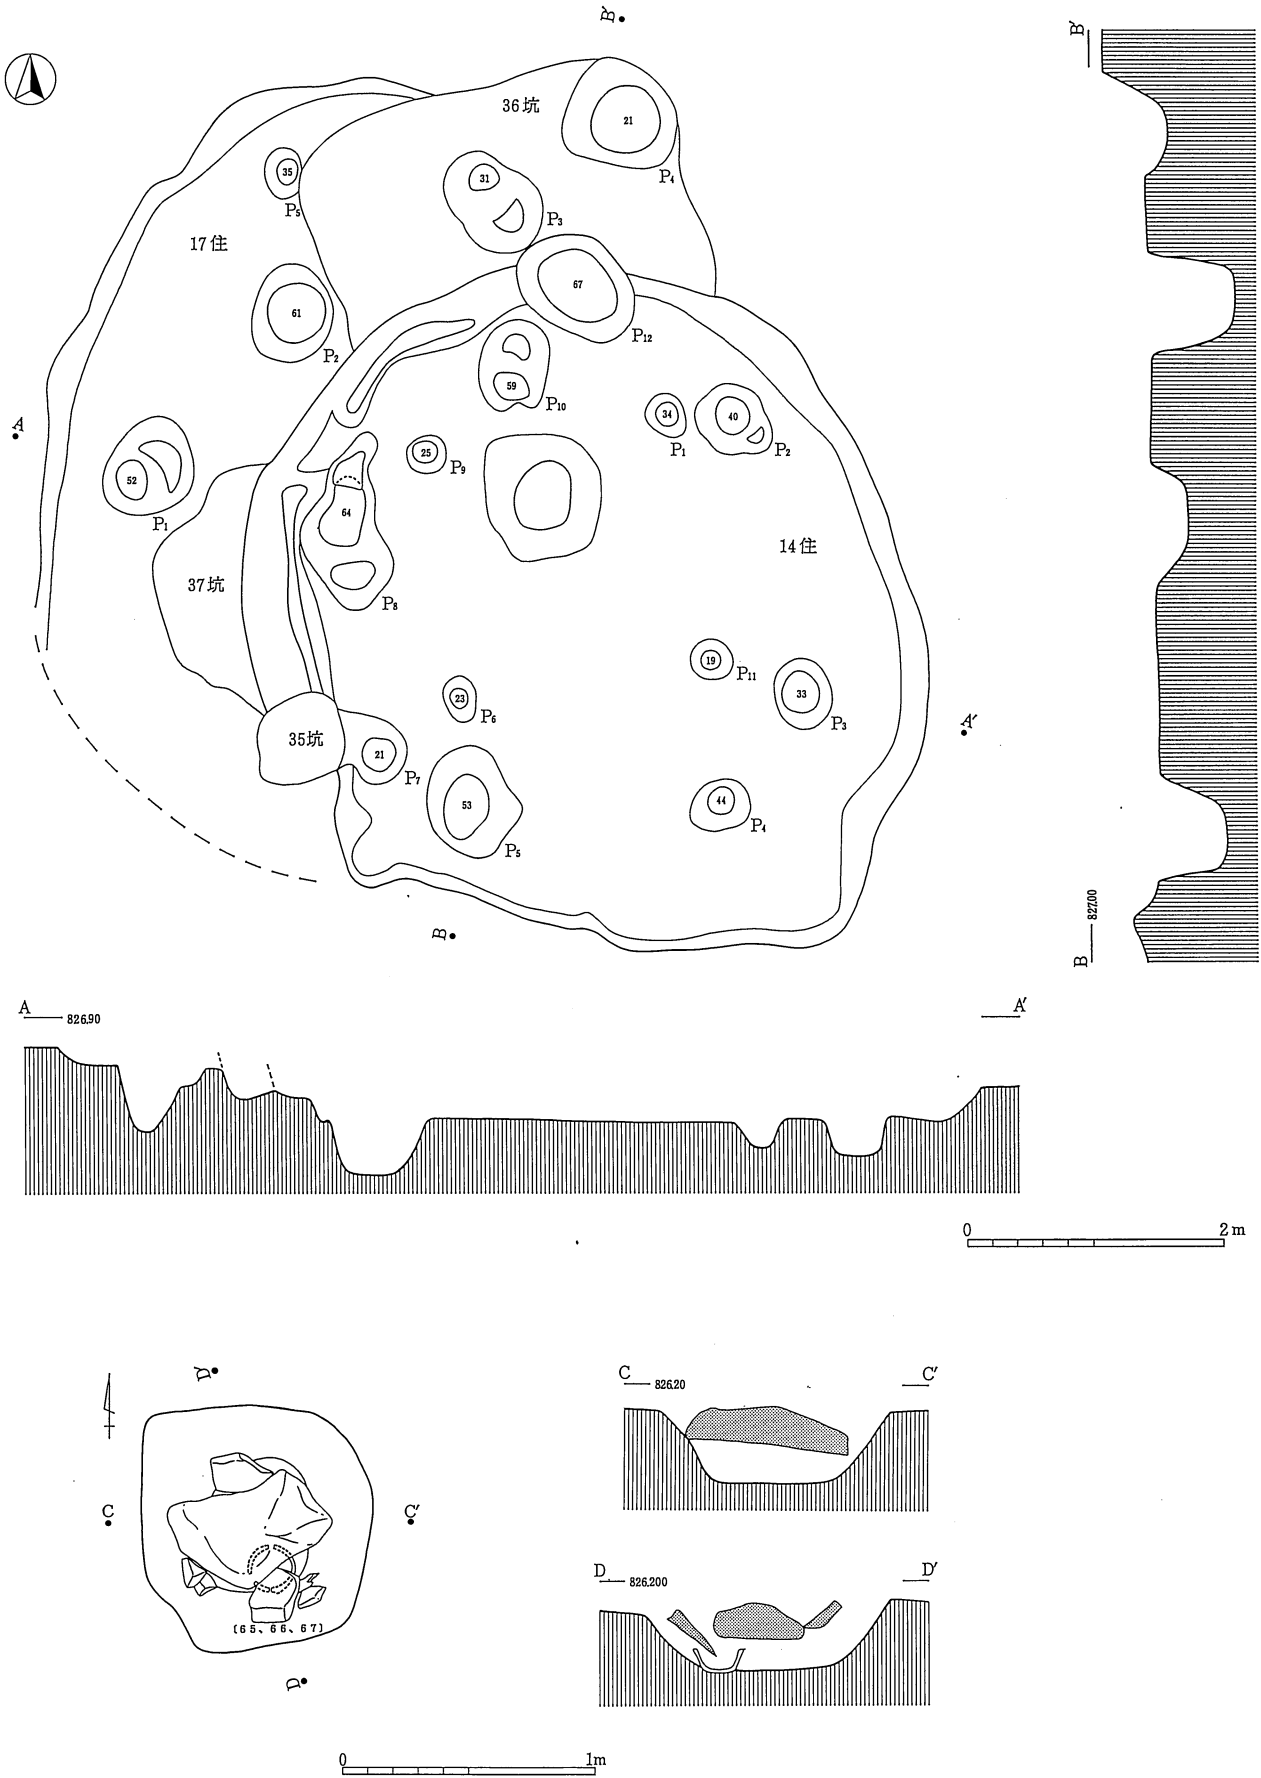 B′
B′
36坑
21
P4
35
P5
31
P3
17住
67
P12
61
P2
59
P10
34
P1
40
P2
A
25
P9
52
P1
64
14住
37坑
P8
19
P11
33
P3
A′
23
P6
35坑
21
P7
53
P5
44
P4
B
B
827.00
A
826.90
A′
0
2m
D′
C
826.20
C′
C
C′
D
826.200
D′
(65、66、67)
D
0
1m